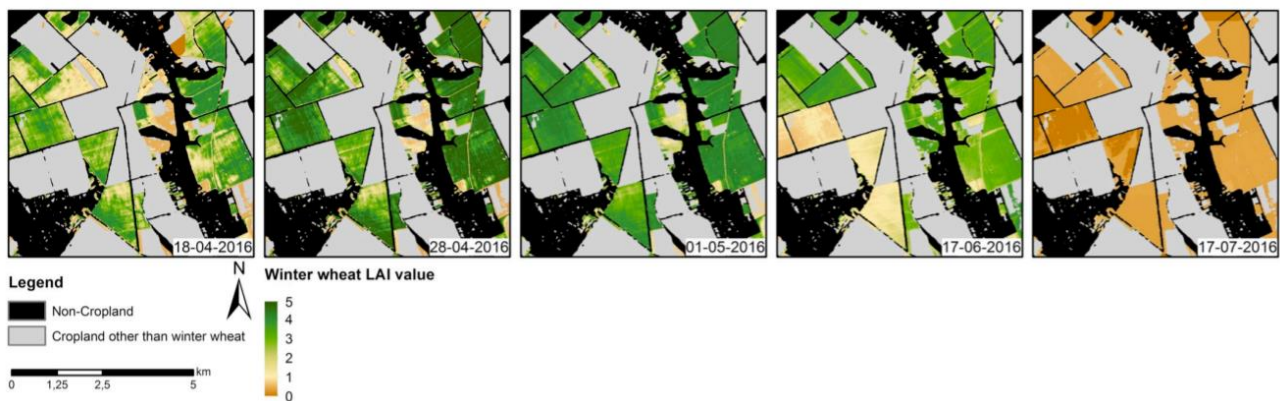 18-04-2016
28-04-2016
01-05-2016
17-06-2016
17-07-2016
Legend
N
Winter wheat LAI value
Non-Cropland
Cropland other than winter wheat
5
4
3
2
1
0
km
0 1,25 2,5 5